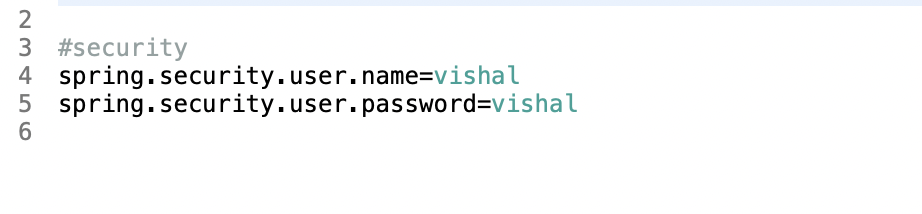 2
3 #security
4 spring.security.user.name=vishal
5 spring.security.user.password=vishal
6